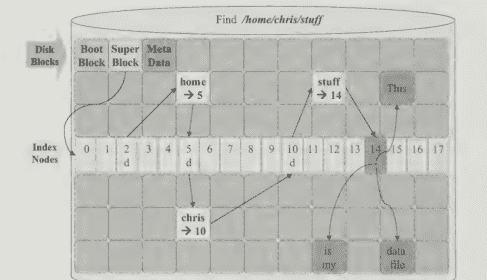 Find /home/chris/stuff
Disk
Blocks
Boot
Block
Super
Block
Meta
Data
home
→ 5
stuff
→ 14
This
Index
Nodes
0 1 2 3 4 5 6 7 8 9 10 11 12 13 14 15 16 17
d d d
chris
→ 10
is
my
data
file